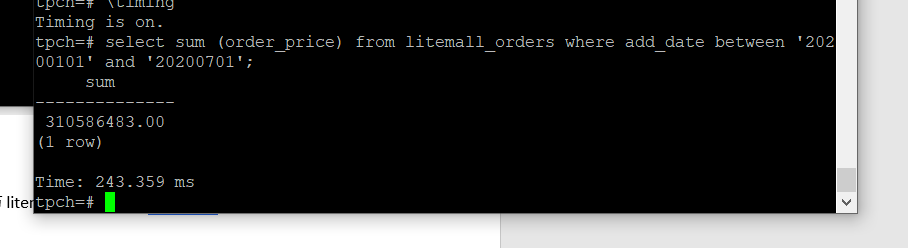 tpch=# \timing
Timing is on.
tpch=# select sum (order_price) from litemall_orders where add_date between '202
00101' and '20200701';
sum
--------------
310586483.00
(1 row)
Time: 243.359 ms
tpch=#